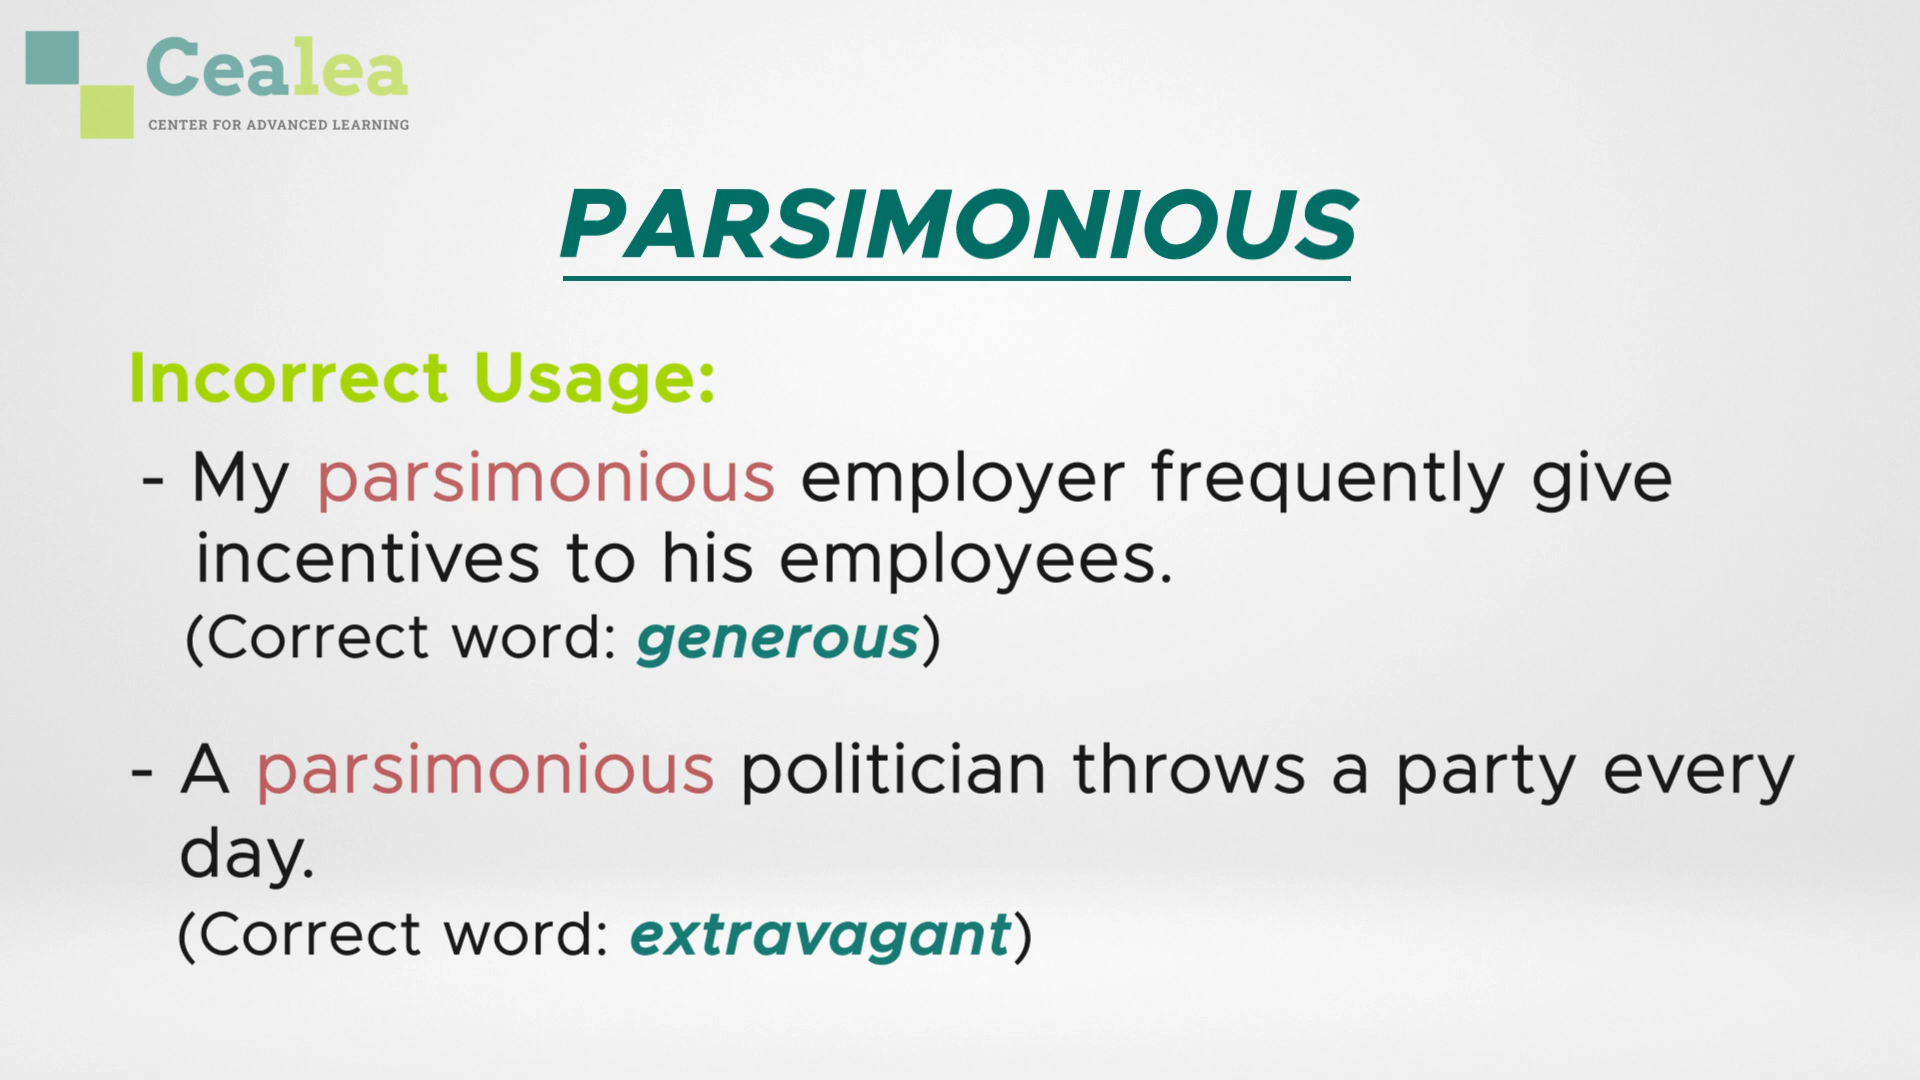 Cealea
CENTER FOR ADVANCED LEARNING
PARSIMONIOUS
Incorrect Usage:
- My parsimonious employer frequently give
incentives to his employees.
(Correct word: generous)
- A parsimonious politician throws a party every
day.
(Correct word: extravagant)